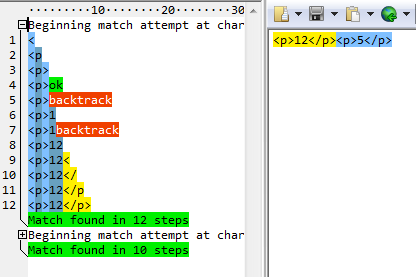 10 20 30
Beginning match attempt at char
1 <
2 <p
3 <p>
4 <p>ok
5 <p>backtrack
6 <p>1
7 <p>1backtrack
8 <p>12
9 <p>12<
10 <p>12</
11 <p>12</p
12 <p>12</p>
Match found in 12 steps
Beginning match attempt at char
Match found in 10 steps
<p>12</p><p>5</p>